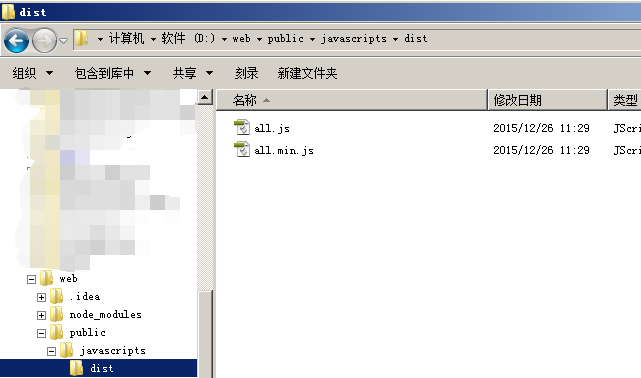 dist
计算机 软件 (D:) web public javascripts dist
组织 包含到库中 共享 刻录 新建文件夹
名称 修改日期 类型
all.js 2015/12/26 11:29 JScri
all.min.js 2015/12/26 11:29 JScri
web
.idea
node_modules
public
javascripts
dist